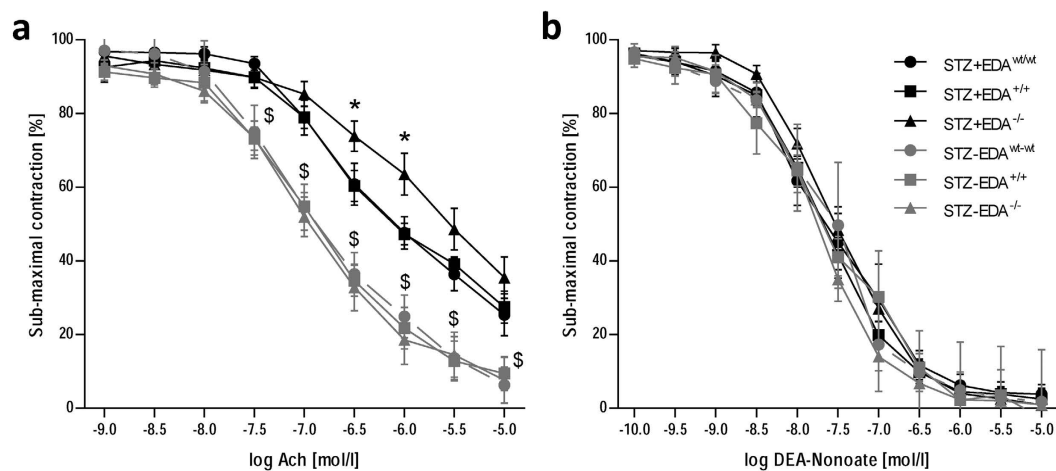 a
Sub-maximal contraction [%]
100
80
60
40
20
0
* *
$ $ $ $ $ $
-9.0 -8.5 -8.0 -7.5 -7.0 -6.5 -6.0 -5.5 -5.0
log Ach [mol/l]
b
Sub-maximal contraction [%]
100
80
60
40
20
0
-10.0 -9.5 -9.0 -8.5 -8.0 -7.5 -7.0 -6.5 -6.0 -5.5 -5.0
log DEA-Nonoate [mol/l]
STZ+EDA^wt/wt
STZ+EDA^+/+
STZ+EDA^-/-
STZ-EDA^wt-wt
STZ-EDA^+/+
STZ-EDA^-/-